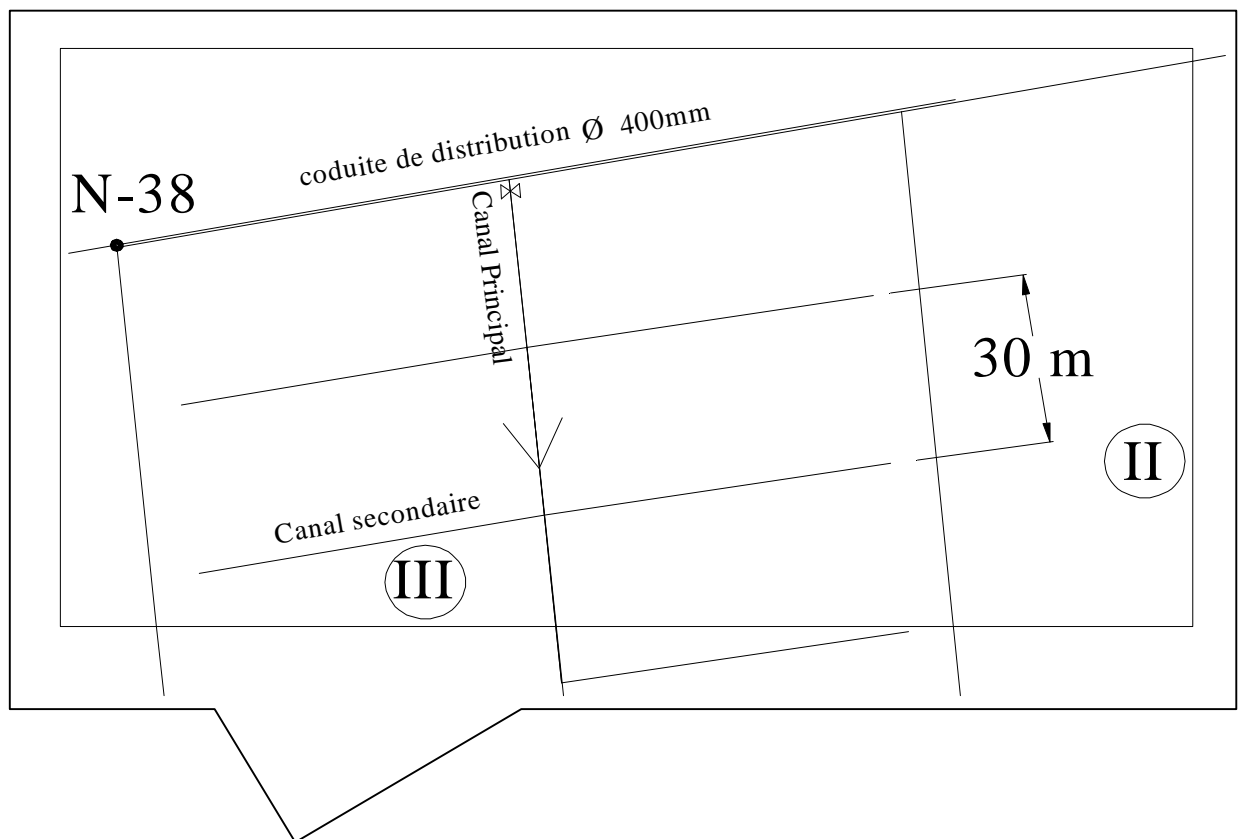 coduite de distribution Ø 400mm
N-38
Canal Principal
30 m
II
Canal secondaire
III